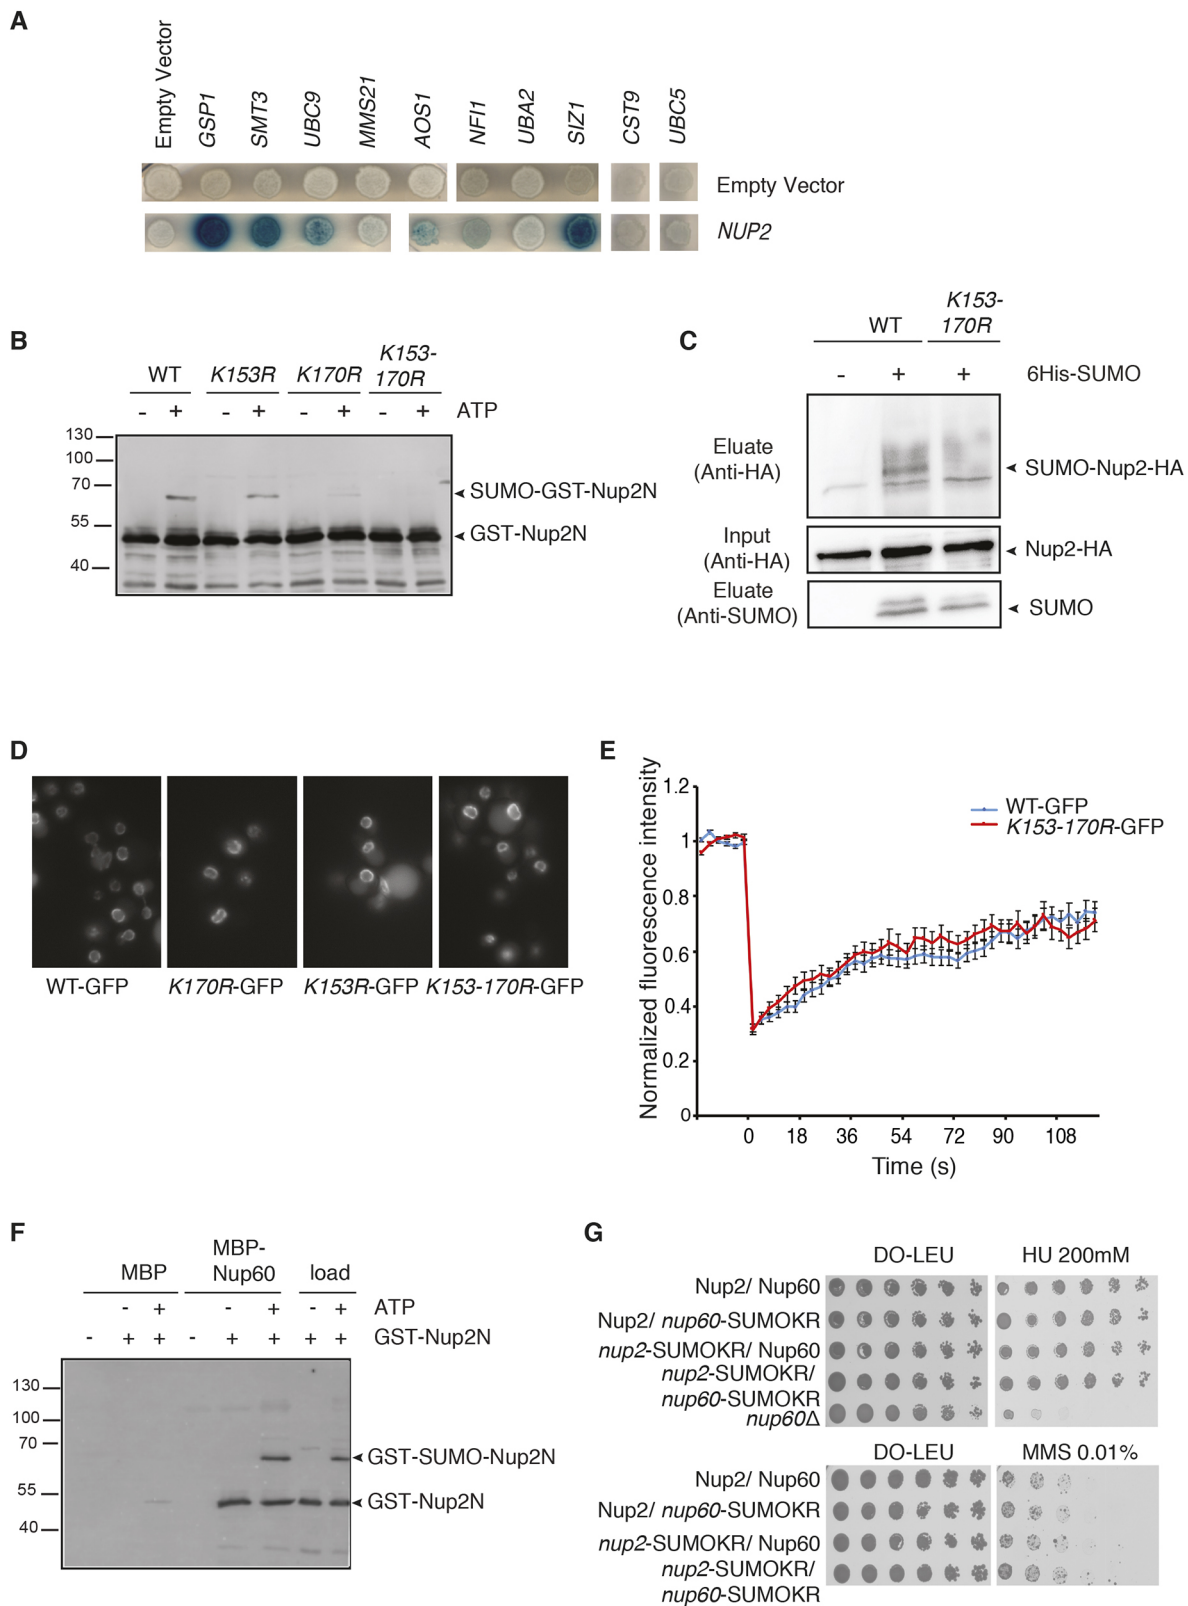 A
Empty Vector
GSP1
SMT3
UBC9
MMS21
AOS1
NFI1
UBA2
SIZ1
CST9
UBC5
Empty Vector
NUP2
B
WT
K153R
K170R
K153-
170R
- + - + - + - + ATP
130
100
70
55
40
SUMO-GST-Nup2N
GST-Nup2N
C
WT
K153-
170R
- + + 6His-SUMO
Eluate
(Anti-HA)
SUMO-Nup2-HA
Input
(Anti-HA)
Nup2-HA
Eluate
(Anti-SUMO)
SUMO
D
WT-GFP
K170R-GFP
K153R-GFP
K153-170R-GFP
E
Normalized fluorescence intensity
1.2
1
0.8
0.6
0.4
0.2
0
WT-GFP
K153-170R-GFP
0 18 36 54 72 90 108
Time (s)
F
MBP
MBP-
Nup60
load
- + - + - + ATP
- + + - + + + + GST-Nup2N
130
100
70
55
40
GST-SUMO-Nup2N
GST-Nup2N
G
DO-LEU
HU 200mM
Nup2/ Nup60
Nup2/ nup60-SUMOKR
nup2-SUMOKR/ Nup60
nup2-SUMOKR/
nup60-SUMOKR
nup60Δ
DO-LEU
MMS 0.01%
Nup2/ Nup60
Nup2/ nup60-SUMOKR
nup2-SUMOKR/ Nup60
nup2-SUMOKR/
nup60-SUMOKR